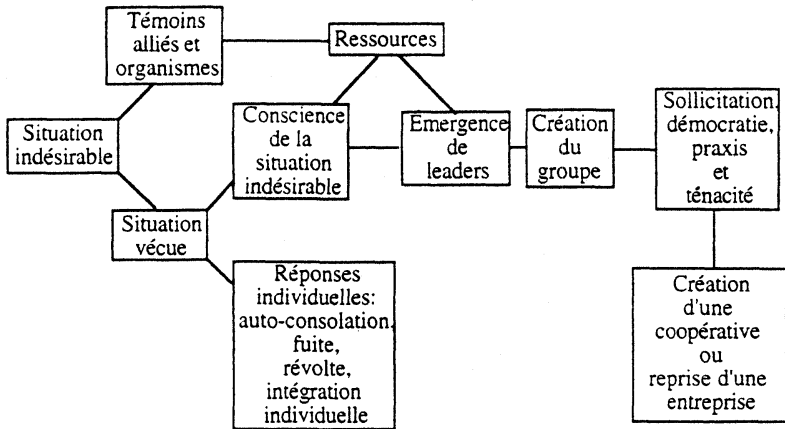 Témoins
alliés et
organismes
Ressources
Situation
indésirable
Conscience
de la
situation
indésirable
Emergence
de
leaders
Création
du
groupe
Sollicitation,
démocratie,
praxis
et
ténacité
Situation
vécue
Réponses
individuelles:
auto-consolation,
fuite,
révolte,
intégration
individuelle
Création
d'une
coopérative
ou
reprise d'une
entreprise